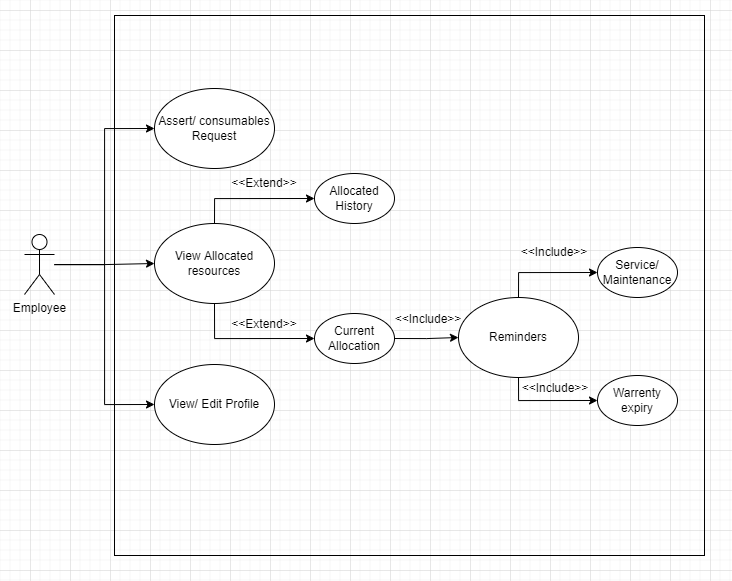 Assert/ consumables
Request
<<Extend>>
Allocated
History
View Allocated
resources
Employee
<<Extend>>
Current
Allocation
<<Include>>
Reminders
<<Include>>
Service/
Maintenance
<<Include>>
Warrenty
expiry
View/ Edit Profile